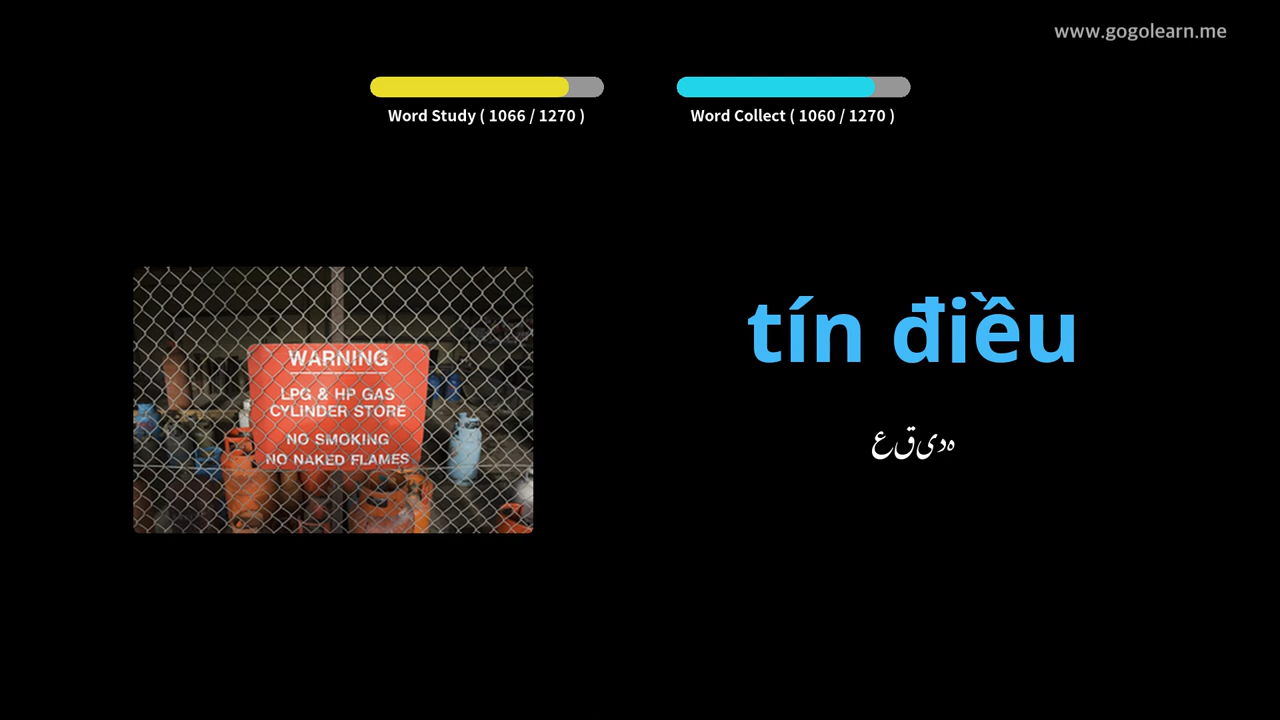 www.gogolearn.me
Word Study ( 1066 / 1270 )
Word Collect ( 1060 / 1270 )
WARNING
LPG & HP GAS
CYLINDER STORE
NO SMOKING
NO NAKED FLAMES
tín điều
عقیدہ